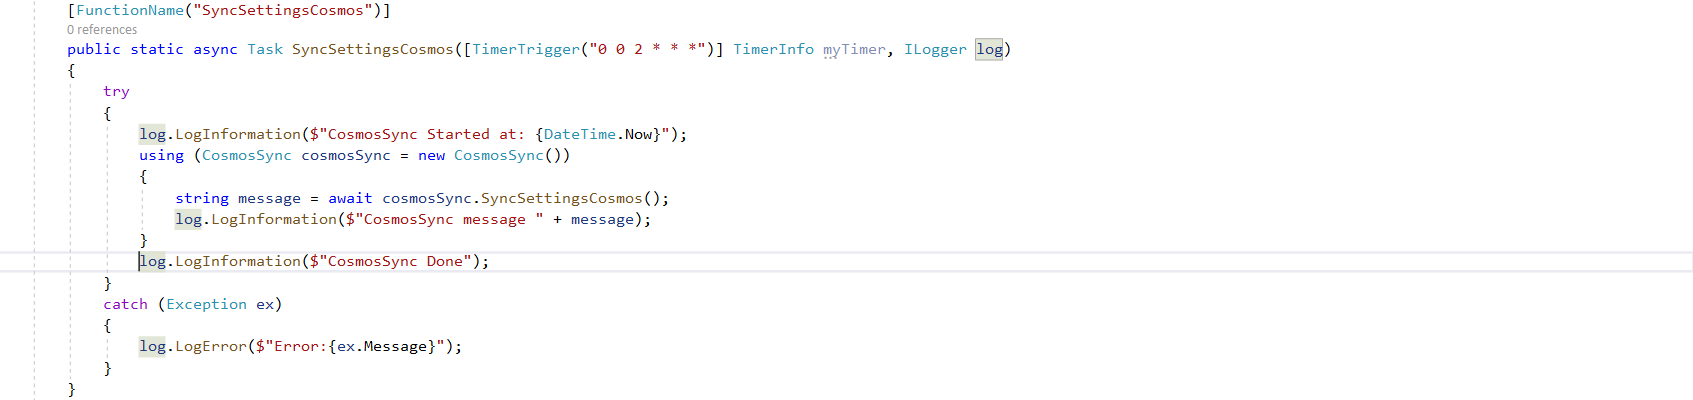 [FunctionName("SyncSettingsCosmos")]
0 references
public static async Task SyncSettingsCosmos([TimerTrigger("0 0 2 * * *")] TimerInfo myTimer, ILogger log)
{
try
{
log.LogInformation($"CosmosSync Started at: {DateTime.Now}");
using (CosmosSync cosmosSync = new CosmosSync())
{
string message = await cosmosSync.SyncSettingsCosmos();
log.LogInformation($"CosmosSync message " + message);
}
log.LogInformation($"CosmosSync Done");
}
catch (Exception ex)
{
log.LogError($"Error:{ex.Message}");
}
}